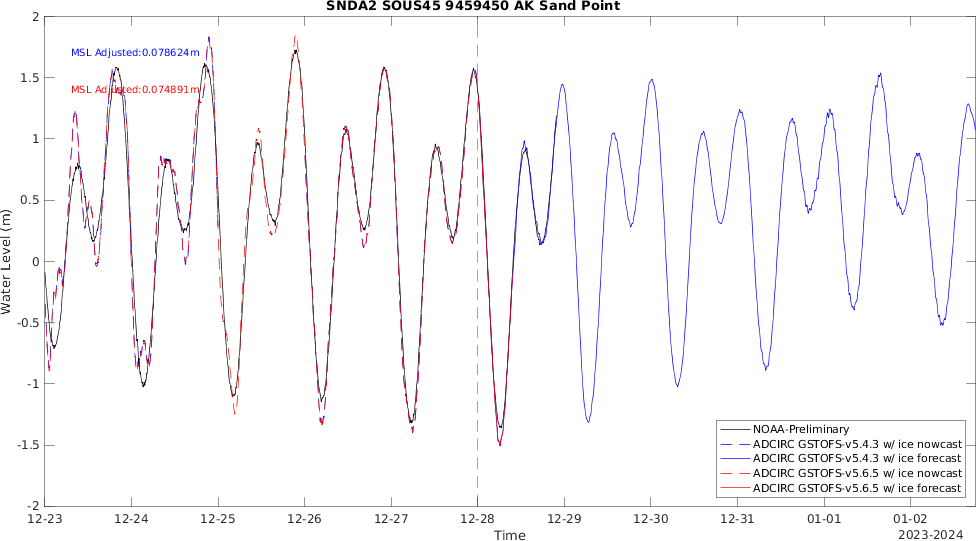 SNDA2 SOUS45 9459450 AK Sand Point
MSL Adjusted:0.078624m
MSL Adjusted:0.074891m
Water Level (m)
2
1.5
1
0.5
0
-0.5
-1
-1.5
-2
NOAA-Preliminary
ADCIRC GSTOFS-v5.4.3 w/ ice nowcast
ADCIRC GSTOFS-v5.4.3 w/ ice forecast
ADCIRC GSTOFS-v5.6.5 w/ ice nowcast
ADCIRC GSTOFS-v5.6.5 w/ ice forecast
12-23 12-24 12-25 12-26 12-27 12-28 12-29 12-30 12-31 01-01 01-02
Time
2023-2024